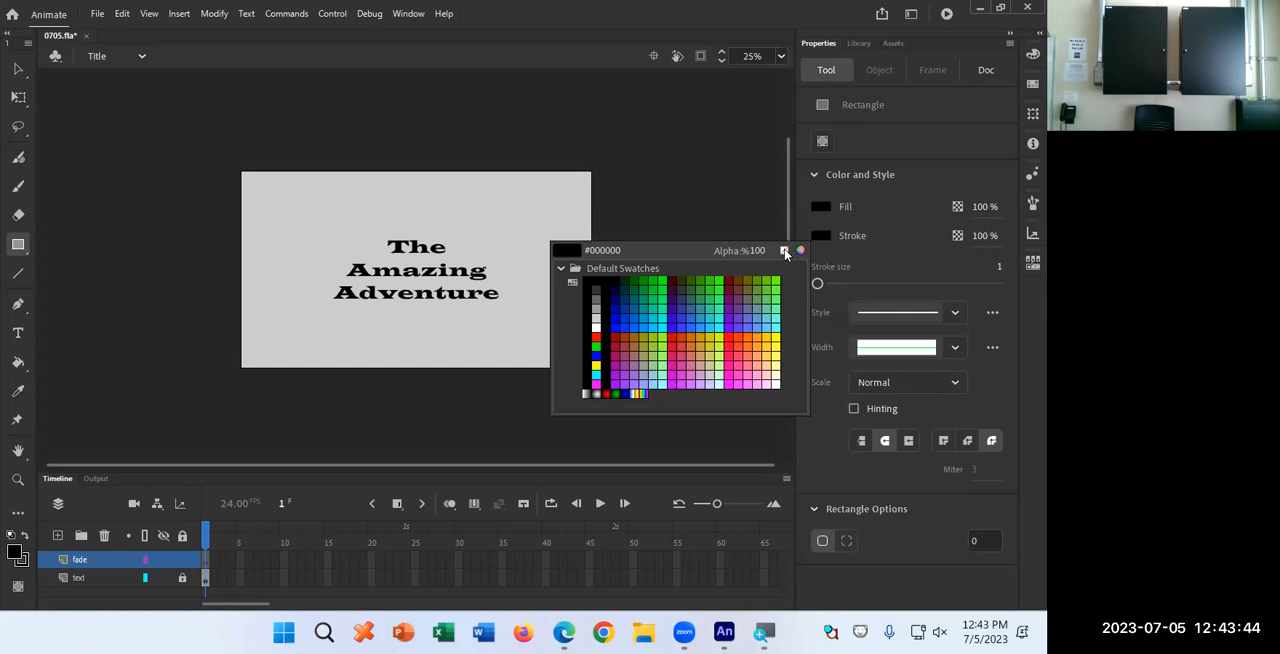 Animate File Edit View Insert Modify Text Commands Control Debug Window Help
0705.fla* ×
Title 25%
The
Amazing
Adventure
#000000 Alpha:% 100
Default Swatches
Properties Library Assets
Tool Object Frame Doc
Rectangle
Color and Style
Fill 100 %
Stroke 100 %
Stroke size 1
Style
Width
Scale Normal
Hinting
Miter 3
Rectangle Options
0
Timeline Output
24.00 FPS 1 F
1s 2s
5 10 15 20 25 30 35 40 45 50 55 60 65
fade
text
12:43 PM
7/5/2023
2023-07-05 12:43:44